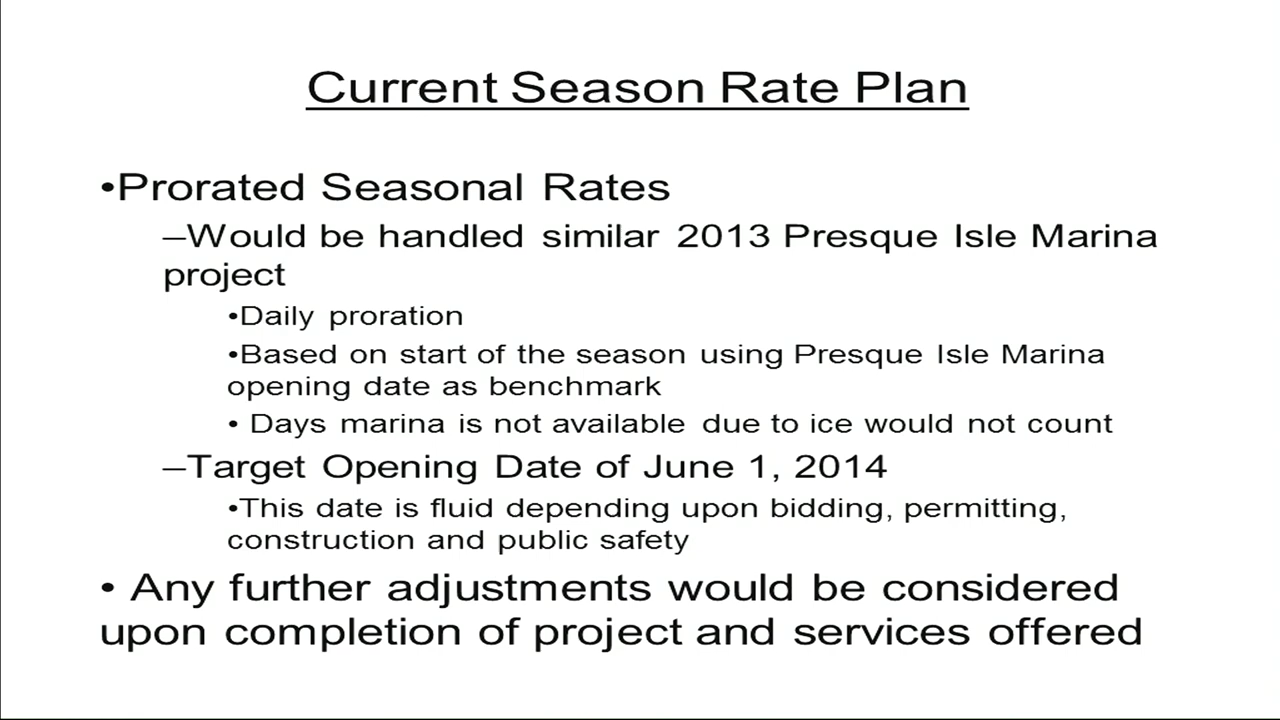 Current Season Rate Plan
•Prorated Seasonal Rates
–Would be handled similar 2013 Presque Isle Marina
project
•Daily proration
•Based on start of the season using Presque Isle Marina
opening date as benchmark
• Days marina is not available due to ice would not count
–Target Opening Date of June 1, 2014
•This date is fluid depending upon bidding, permitting,
construction and public safety
• Any further adjustments would be considered
upon completion of project and services offered